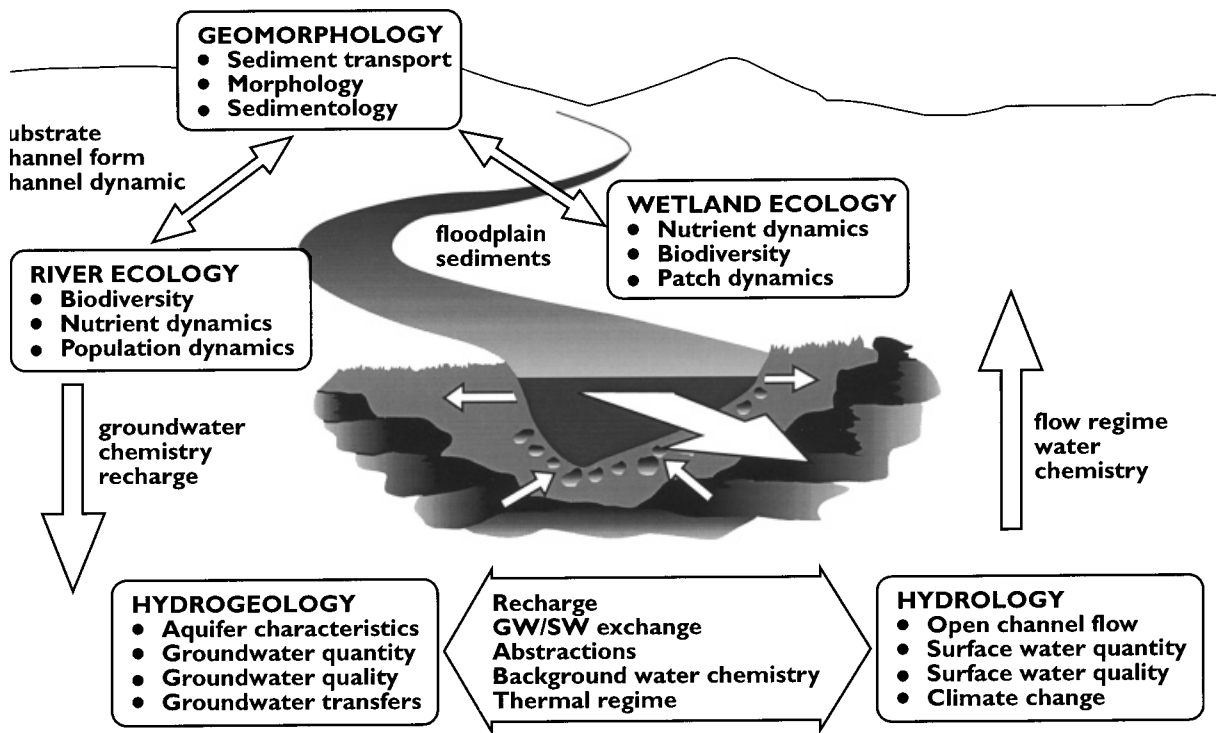 GEOMORPHOLOGY
● Sediment transport
● Morphology
● Sedimentology
ubstrate
hannel form
hannel dynamic
WETLAND ECOLOGY
● Nutrient dynamics
● Biodiversity
● Patch dynamics
floodplain
sediments
RIVER ECOLOGY
● Biodiversity
● Nutrient dynamics
● Population dynamics
groundwater
chemistry
recharge
flow regime
water
chemistry
HYDROGEOLOGY
● Aquifer characteristics
● Groundwater quantity
● Groundwater quality
● Groundwater transfers
Recharge
GW/SW exchange
Abstractions
Background water chemistry
Thermal regime
HYDROLOGY
● Open channel flow
● Surface water quantity
● Surface water quality
● Climate change